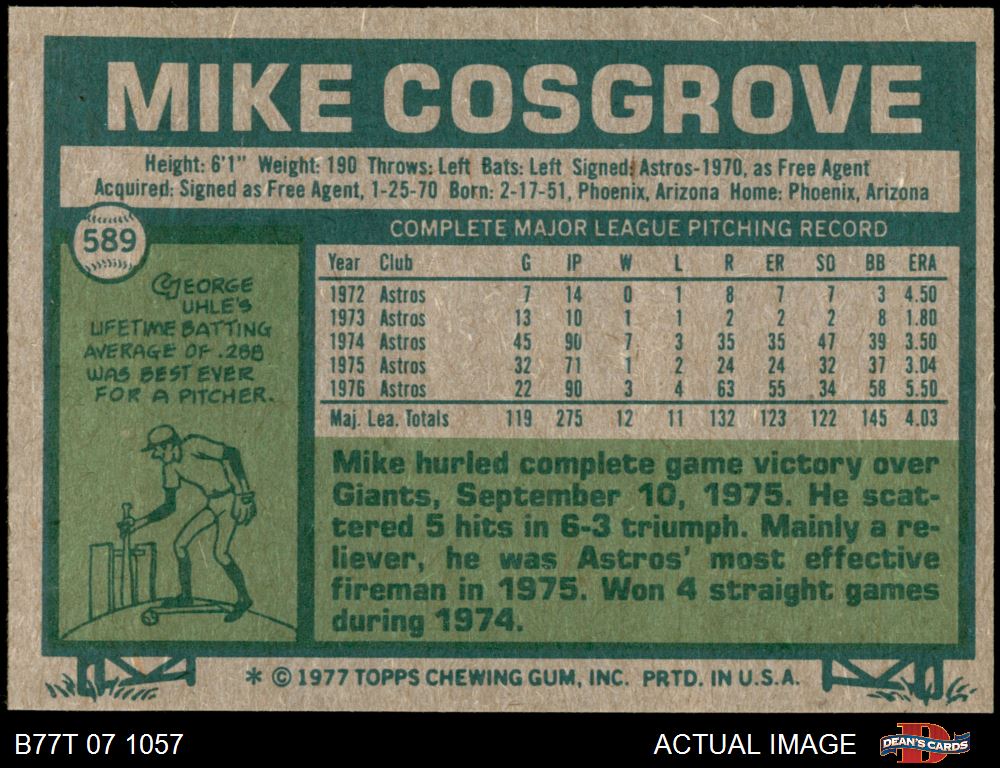 MIKE COSGROVE
Height: 6'1" Weight: 190 Throws: Left Bats: Left Signed: Astros-1970, as Free Agent
Acquired: Signed as Free Agent, 1-25-70 Born: 2-17-51, Phoenix, Arizona Home: Phoenix, Arizona
589
GEORGE
UHLE'S
LIFETIME BATTING
AVERAGE OF .288
WAS BEST EVER
FOR A PITCHER.
COMPLETE MAJOR LEAGUE PITCHING RECORD
Year Club G IP W L R ER SO BB ERA
1972 Astros 7 14 0 1 8 7 7 3 4.50
1973 Astros 13 10 1 1 2 2 2 8 1.80
1974 Astros 45 90 7 3 35 35 47 39 3.50
1975 Astros 32 71 1 2 24 24 32 37 3.04
1976 Astros 22 90 3 4 63 55 34 58 5.50
Maj. Lea. Totals 119 275 12 11 132 123 122 145 4.03
Mike hurled complete game victory over
Giants, September 10, 1975. He scat-
tered 5 hits in 6-3 triumph. Mainly a re-
liever, he was Astros' most effective
fireman in 1975. Won 4 straight games
during 1974.
* © 1977 TOPPS CHEWING GUM, INC. PRTD. IN U.S.A.
B77T 07 1057
ACTUAL IMAGE
DEAN'S CARDS